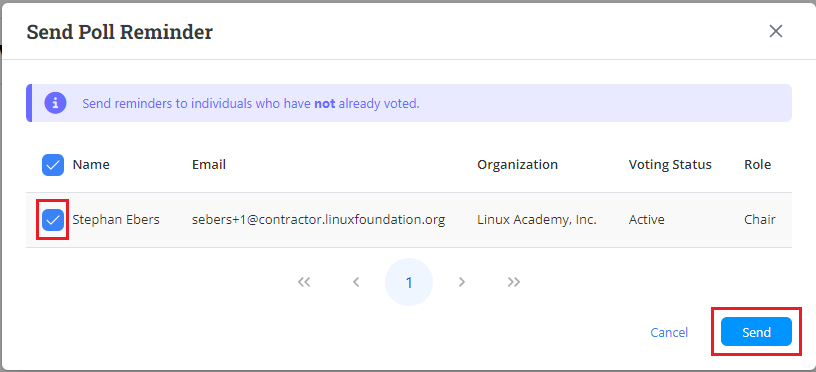 Send Poll Reminder
Send reminders to individuals who have not already voted.
Name Email Organization Voting Status Role
Stephan Ebers sebers+1@contractor.linuxfoundation.org Linux Academy, Inc. Active Chair
1
Cancel Send